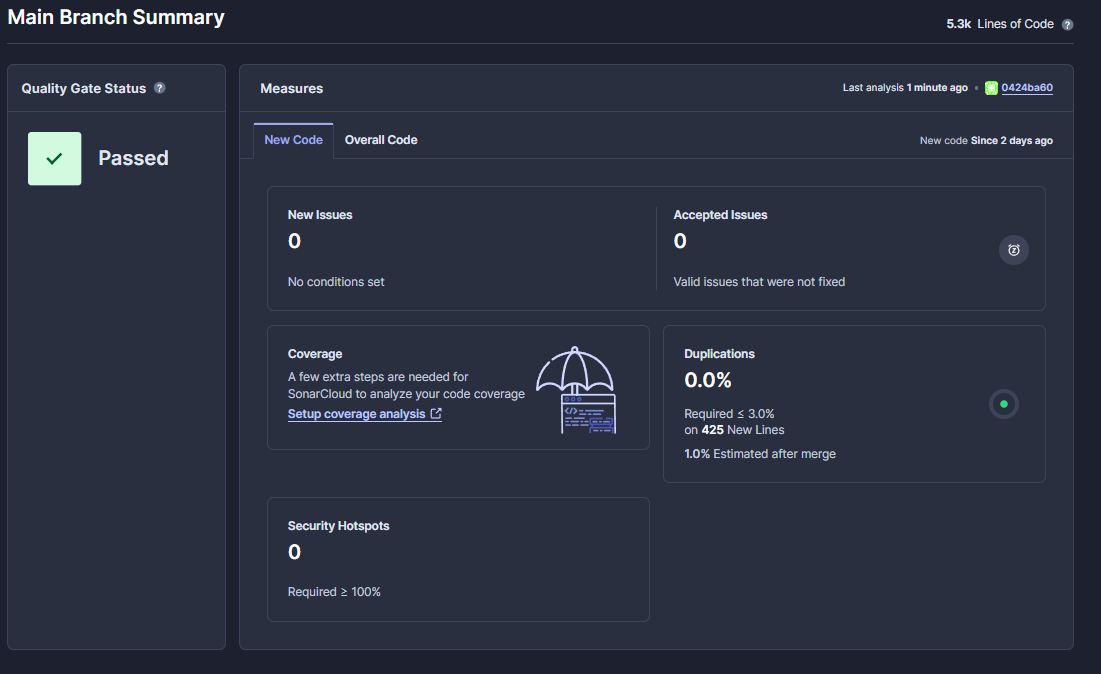 Main Branch Summary
5.3k Lines of Code ?
Quality Gate Status ?
Passed
Measures
Last analysis 1 minute ago • 0424ba60
New Code
Overall Code
New code Since 2 days ago
New Issues
0
No conditions set
Accepted Issues
0
Valid issues that were not fixed
Coverage
A few extra steps are needed for
SonarCloud to analyze your code coverage
Setup coverage analysis
</>
Duplications
0.0%
Required ≤ 3.0%
on 425 New Lines
1.0% Estimated after merge
Security Hotspots
0
Required ≥ 100%